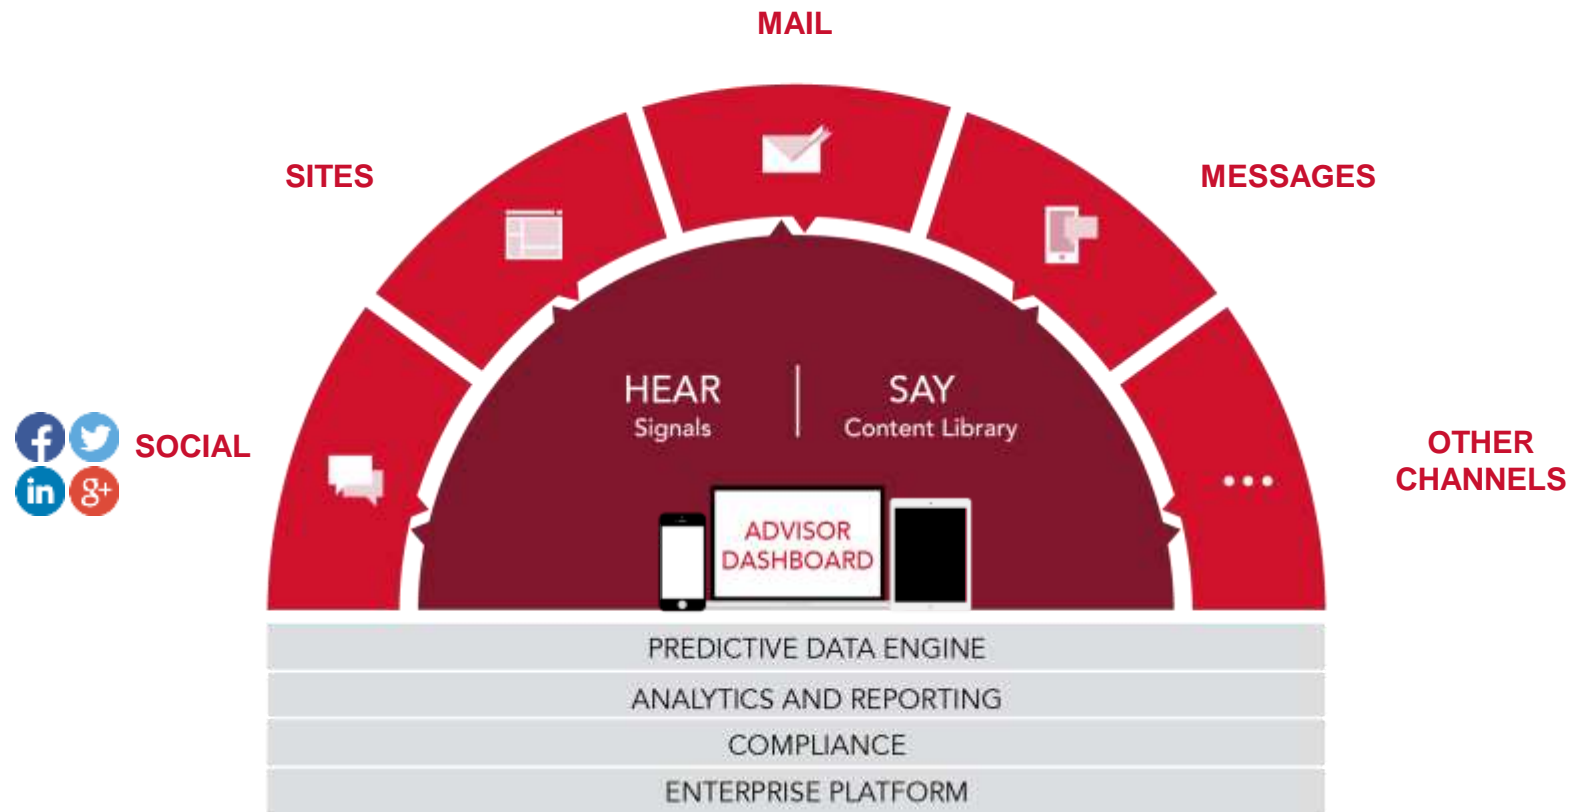 MAIL
SITES
MESSAGES
HEAR
SAY
Signals
Content Library
f
in
g+
SOCIAL
OTHER
CHANNELS
ADVISOR
DASHBOARD
PREDICTIVE DATA ENGINE
ANALYTICS AND REPORTING
COMPLIANCE
ENTERPRISE PLATFORM